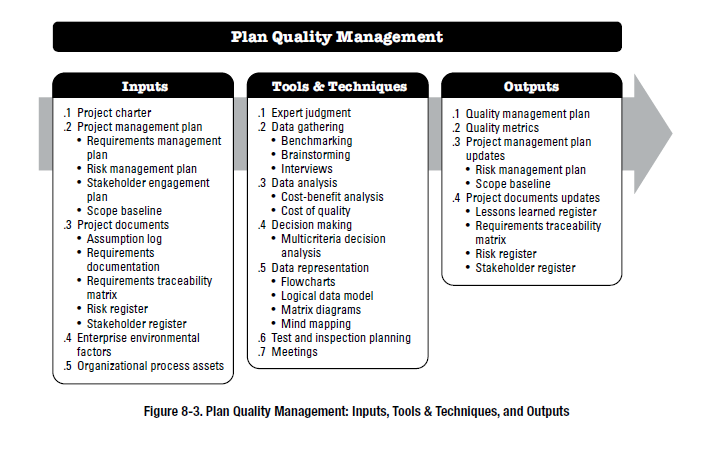 Plan Quality Management
Inputs
.1 Project charter
.2 Project management plan
• Requirements management
plan
• Risk management plan
• Stakeholder engagement
plan
• Scope baseline
.3 Project documents
• Assumption log
• Requirements
documentation
• Requirements traceability
matrix
• Risk register
• Stakeholder register
.4 Enterprise environmental
factors
.5 Organizational process assets
Tools & Techniques
.1 Expert judgment
.2 Data gathering
• Benchmarking
• Brainstorming
• Interviews
.3 Data analysis
• Cost-benefit analysis
• Cost of quality
.4 Decision making
• Multicriteria decision
analysis
.5 Data representation
• Flowcharts
• Logical data model
• Matrix diagrams
• Mind mapping
.6 Test and inspection planning
.7 Meetings
Outputs
.1 Quality management plan
.2 Quality metrics
.3 Project management plan
updates
• Risk management plan
• Scope baseline
.4 Project documents updates
• Lessons learned register
• Requirements traceability
matrix
• Risk register
• Stakeholder register
Figure 8-3. Plan Quality Management: Inputs, Tools & Techniques, and Outputs